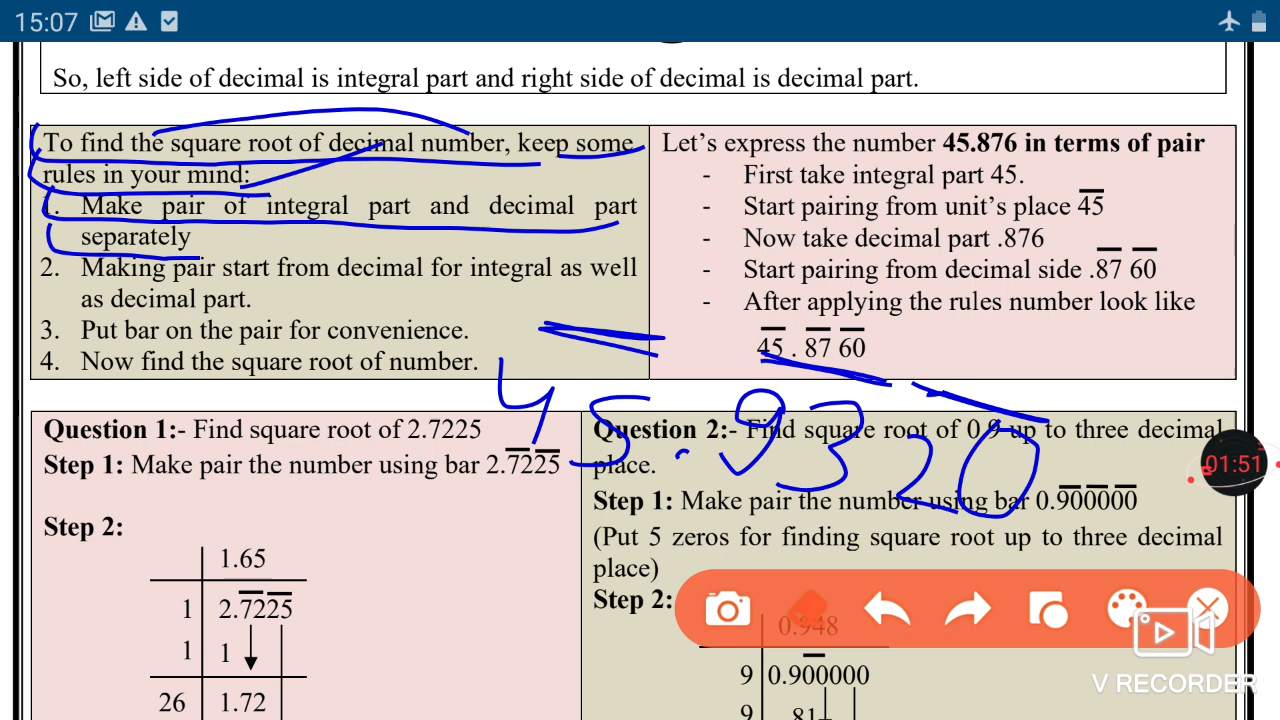 15:07
So, left side of decimal is integral part and right side of decimal is decimal part.
To find the square root of decimal number, keep some
rules in your mind:
1. Make pair of integral part and decimal part
separately
2. Making pair start from decimal for integral as well
as decimal part.
3. Put bar on the pair for convenience.
4. Now find the square root of number.
Let's express the number 45.876 in terms of pair
- First take integral part 45.
- Start pairing from unit's place 45
- Now take decimal part .876
- Start pairing from decimal side .87 60
- After applying the rules number look like
45 . 87 60
45.9320
Question 1:- Find square root of 2.7225
Step 1: Make pair the number using bar 2.7225
Step 2:
1.65
1 2.7225
1 1
26 1.72
Question 2:- Find square root of 0.9 up to three decimal
place.
Step 1: Make pair the number using bar 0.900000
(Put 5 zeros for finding square root up to three decimal
place)
Step 2:
0.948
9 0.900000
9 81
01:51
V RECORDER